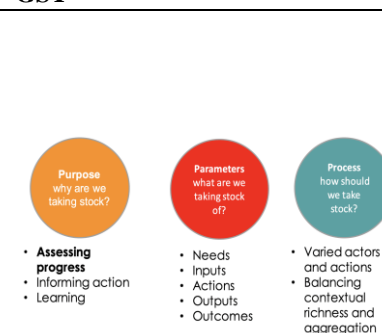 Purpose
why are we
taking stock?
• Assessing
progress
• Informing action
• Learning
Parameters
what are we
taking stock
of?
• Needs
• Inputs
• Actions
• Outputs
• Outcomes
Process
how should
we take
stock?
• Varied actors
and actions
• Balancing
contextual
richness and
aggregation